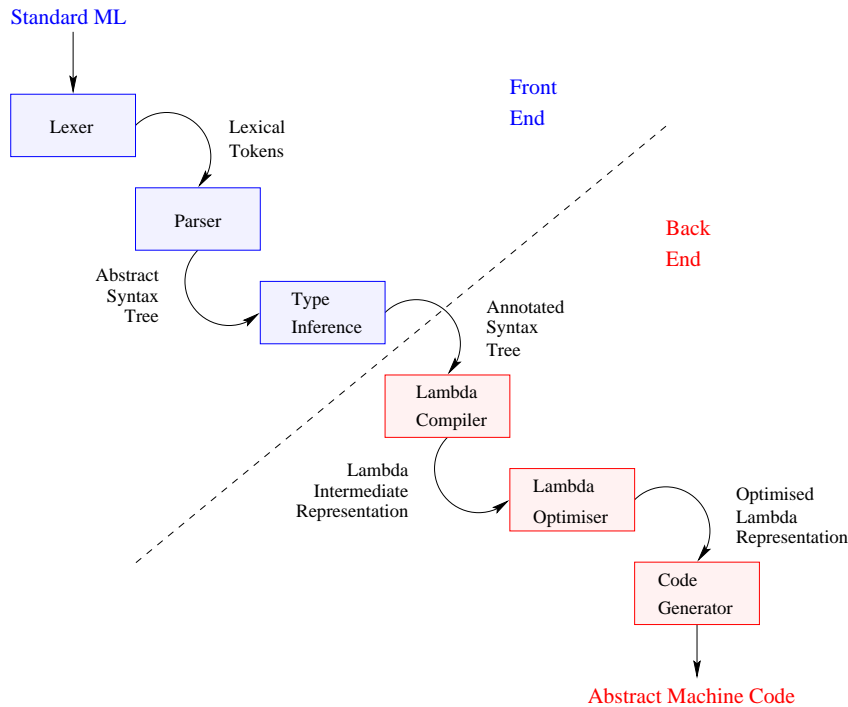 Standard ML
Front
End
Lexer
Lexical
Tokens
Parser
Back
End
Abstract
Syntax
Tree
Type
Inference
Annotated
Syntax
Tree
Lambda
Compiler
Lambda
Intermediate
Representation
Lambda
Optimiser
Optimised
Lambda
Representation
Code
Generator
Abstract Machine Code